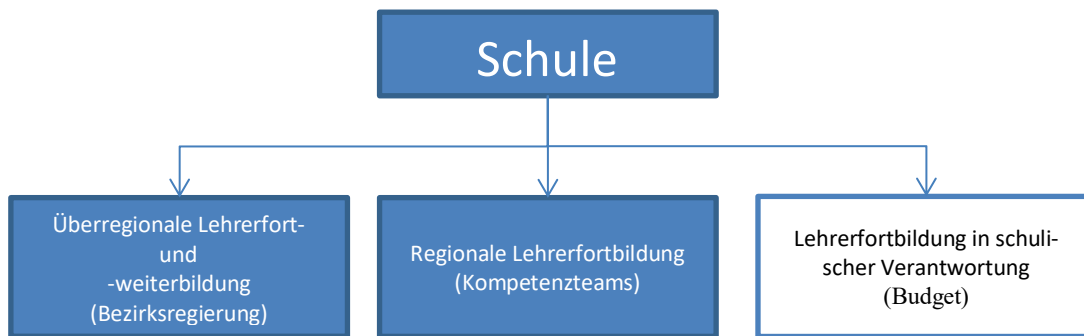 Schule
Überregionale Lehrerfort-
und
-weiterbildung
(Bezirksregierung)
Regionale Lehrerfortbildung
(Kompetenzteams)
Lehrerfortbildung in schuli-
scher Verantwortung
(Budget)